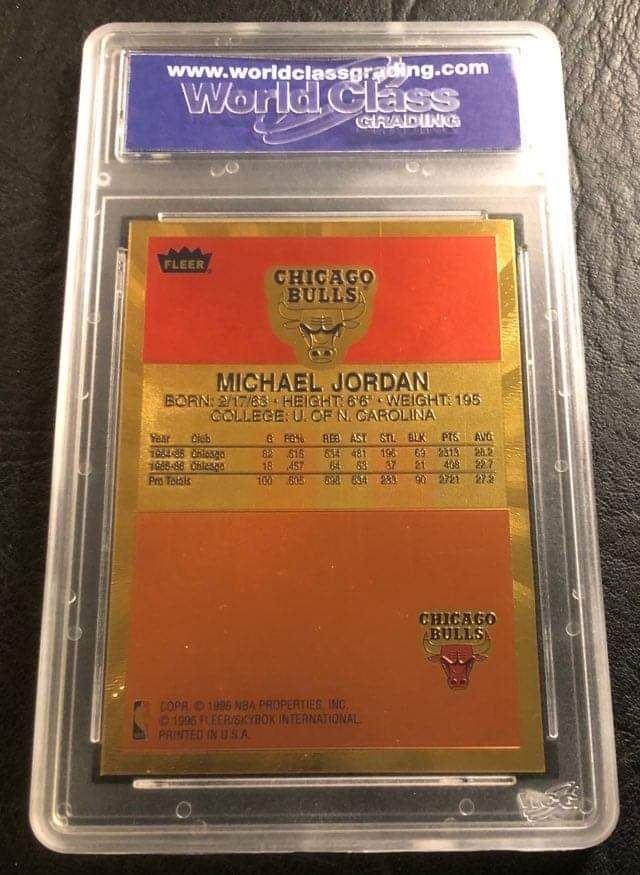 www.worldclassgrading.com
World Class
GRADING
FLEER
CHICAGO
BULLS
MICHAEL JORDAN
BORN: 2/17/63 · HEIGHT: 6'6" · WEIGHT: 195
COLLEGE: U. OF N. CAROLINA
Year Club G FG% REB AST STL BLK PTS AVG
1984-85 Chicago 82 .515 534 481 196 69 2313 28.2
1985-86 Chicago 18 .457 64 53 37 21 408 22.7
Pro Totals 100 .505 598 534 233 90 2721 27.2
CHICAGO
BULLS
COPR. © 1996 NBA PROPERTIES, INC.
© 1996 FLEER/SKYBOX INTERNATIONAL.
PRINTED IN U.S.A.
WCG